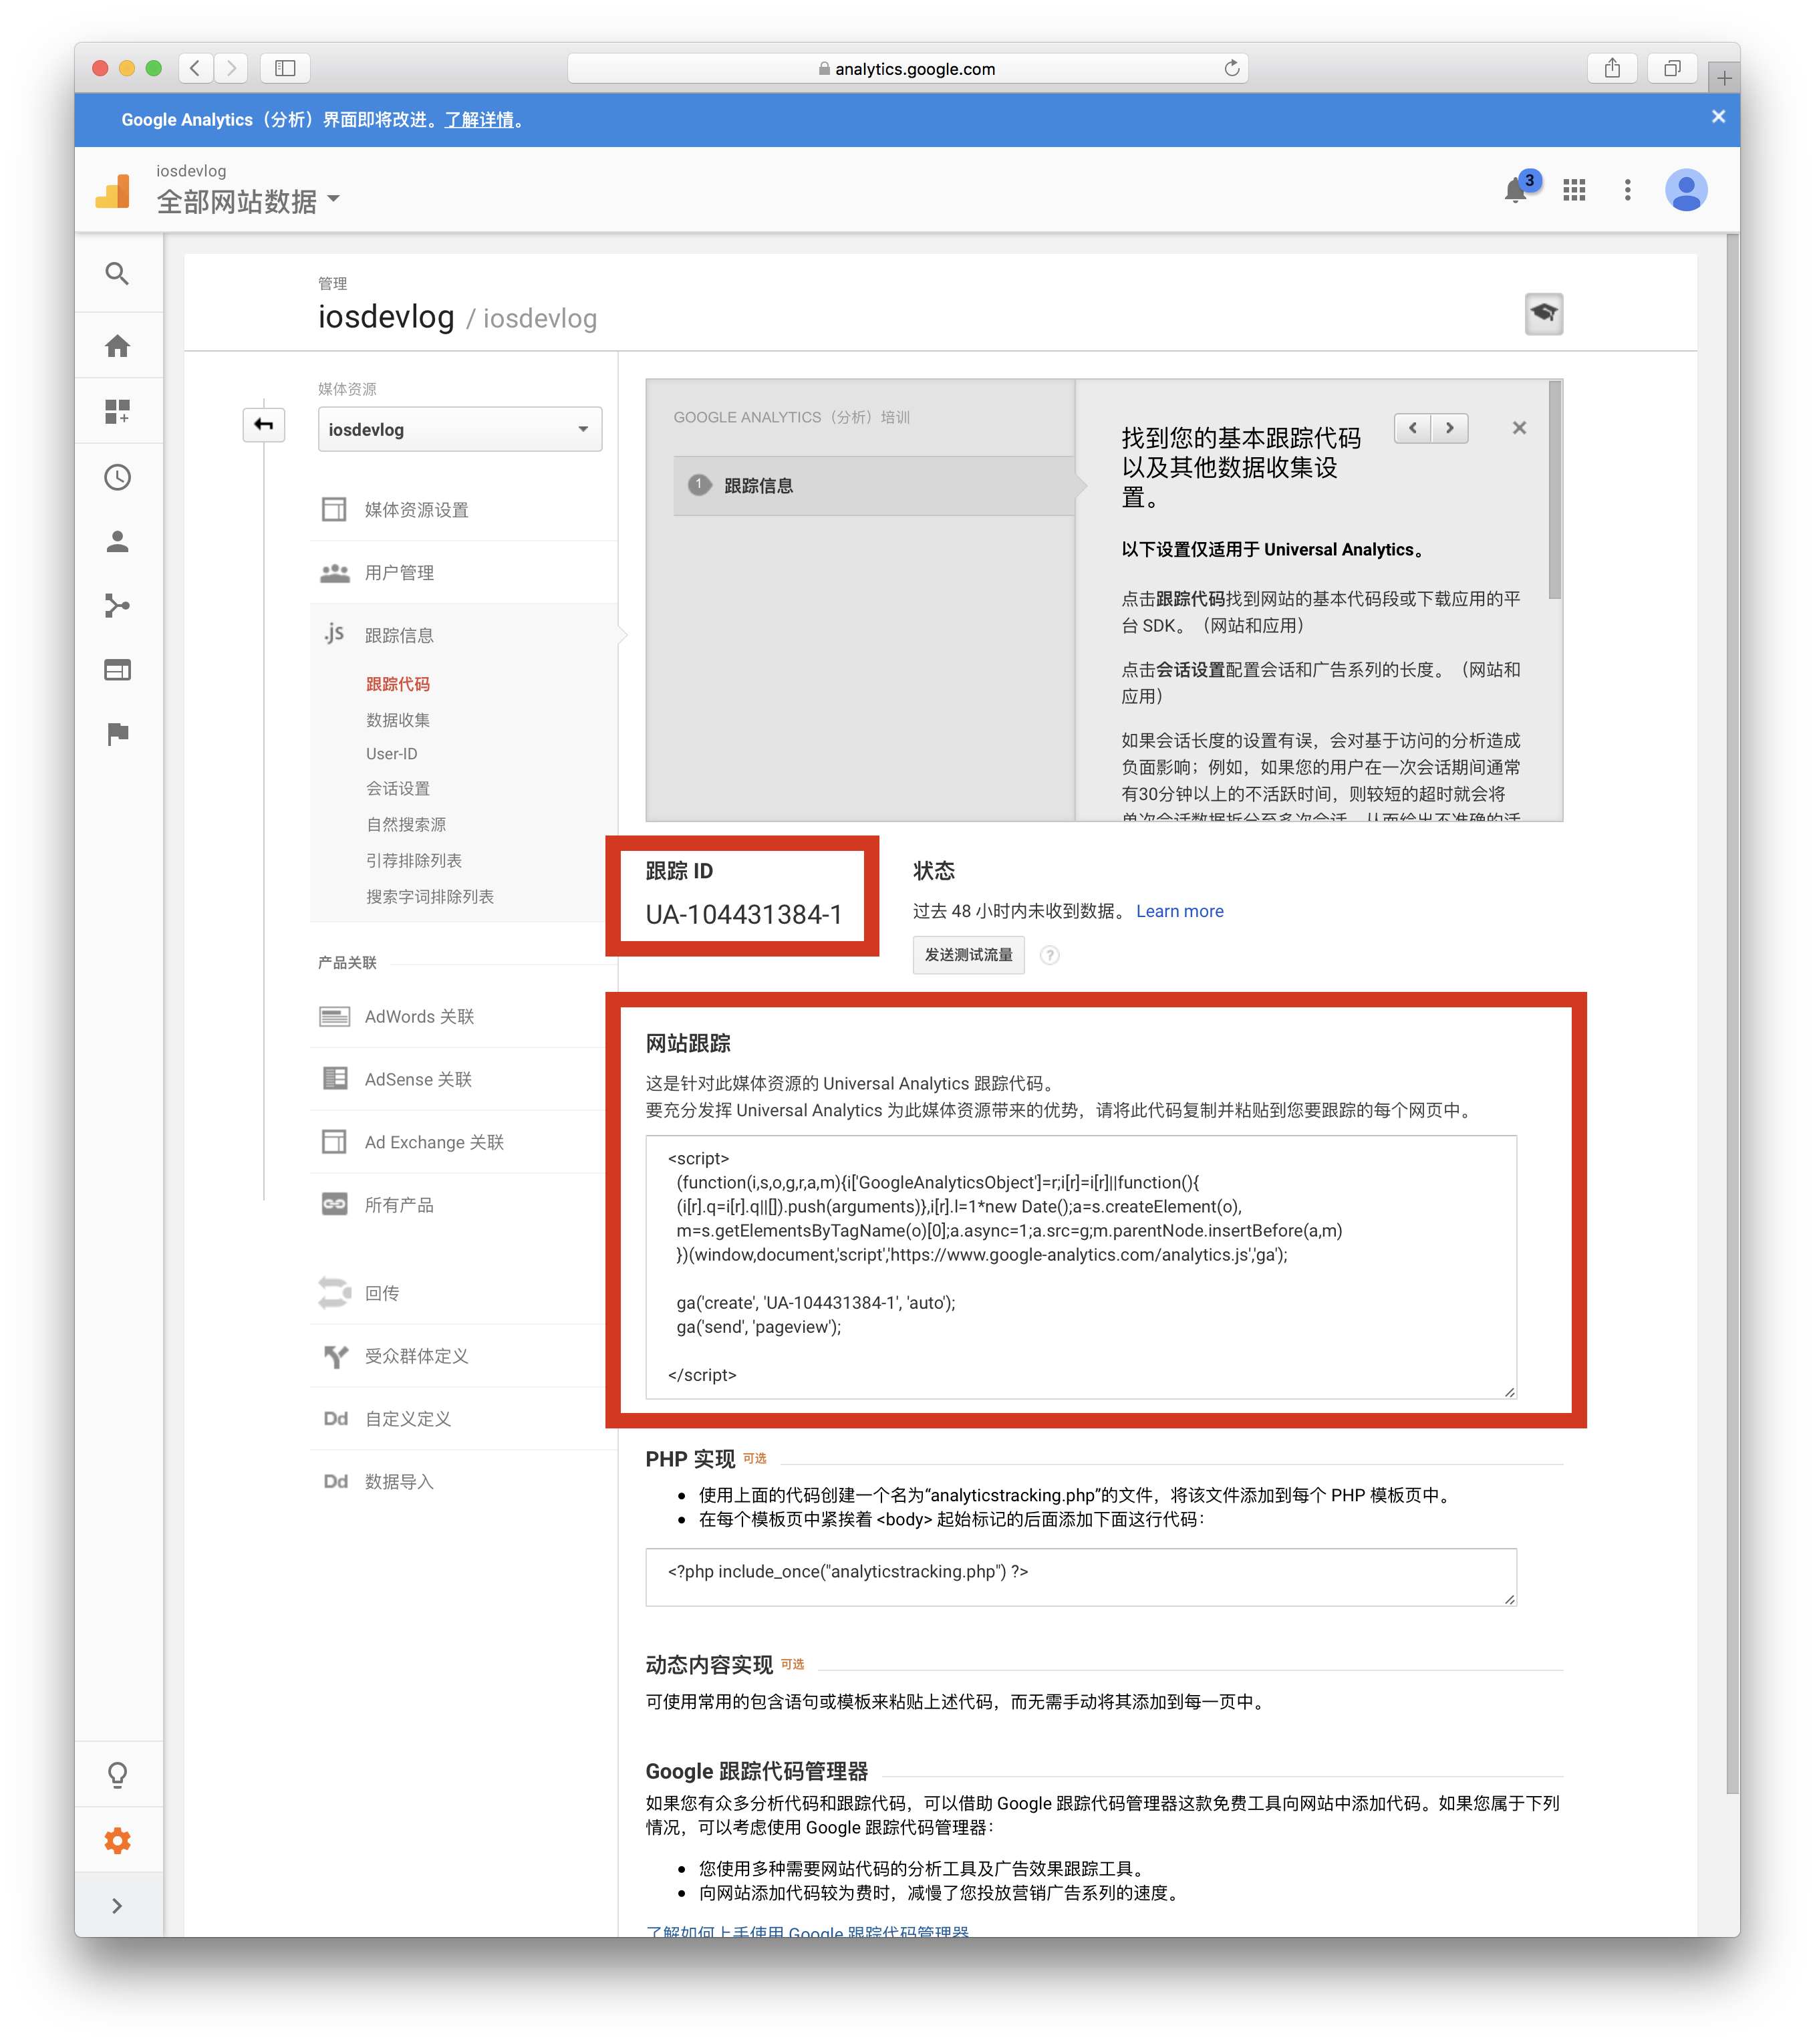 analytics.google.com
Google Analytics（分析）界面即将改进。了解详情。
iosdevlog
全部网站数据
3
管理
iosdevlog / iosdevlog
媒体资源
iosdevlog
媒体资源设置
用户管理
.js 跟踪信息
跟踪代码
数据收集
User-ID
会话设置
自然搜索源
引荐排除列表
搜索字词排除列表
产品关联
AdWords 关联
AdSense 关联
Ad Exchange 关联
所有产品
回传
受众群体定义
Dd 自定义定义
Dd 数据导入
GOOGLE ANALYTICS（分析）培训
1 跟踪信息
找到您的基本跟踪代码
以及其他数据收集设
置。
以下设置仅适用于 Universal Analytics。
点击跟踪代码找到网站的基本代码段或下载应用的平
台 SDK。（网站和应用）
点击会话设置配置会话和广告系列的长度。（网站和
应用）
如果会话长度的设置有误，会对基于访问的分析造成
负面影响；例如，如果您的用户在一次会话期间通常
有30分钟以上的不活跃时间，则较短的超时就会将
单次会话数据拆分至多次会话，从而给出不准确的活
跟踪 ID
UA-104431384-1
状态
过去 48 小时内未收到数据。 Learn more
发送测试流量 ?
网站跟踪
这是针对此媒体资源的 Universal Analytics 跟踪代码。
要充分发挥 Universal Analytics 为此媒体资源带来的优势，请将此代码复制并粘贴到您要跟踪的每个网页中。
<script>
(function(i,s,o,g,r,a,m){i['GoogleAnalyticsObject']=r;i[r]=i[r]||function(){
(i[r].q=i[r].q||[]).push(arguments)},i[r].l=1*new Date();a=s.createElement(o),
m=s.getElementsByTagName(o)[0];a.async=1;a.src=g;m.parentNode.insertBefore(a,m)
})(window,document,'script','https://www.google-analytics.com/analytics.js','ga');
ga('create', 'UA-104431384-1', 'auto');
ga('send', 'pageview');
</script>
PHP 实现 可选
• 使用上面的代码创建一个名为“analyticstracking.php”的文件，将该文件添加到每个 PHP 模板页中。
• 在每个模板页中紧挨着 <body> 起始标记的后面添加下面这行代码：
<?php include_once("analyticstracking.php") ?>
动态内容实现 可选
可使用常用的包含语句或模板来粘贴上述代码，而无需手动将其添加到每一页中。
Google 跟踪代码管理器
如果您有众多分析代码和跟踪代码，可以借助 Google 跟踪代码管理器这款免费工具向网站中添加代码。如果您属于下列
情况，可以考虑使用 Google 跟踪代码管理器：
• 您使用多种需要网站代码的分析工具及广告效果跟踪工具。
• 向网站添加代码较为费时，减慢了您投放营销广告系列的速度。
了解如何上手使用 Google 跟踪代码管理器